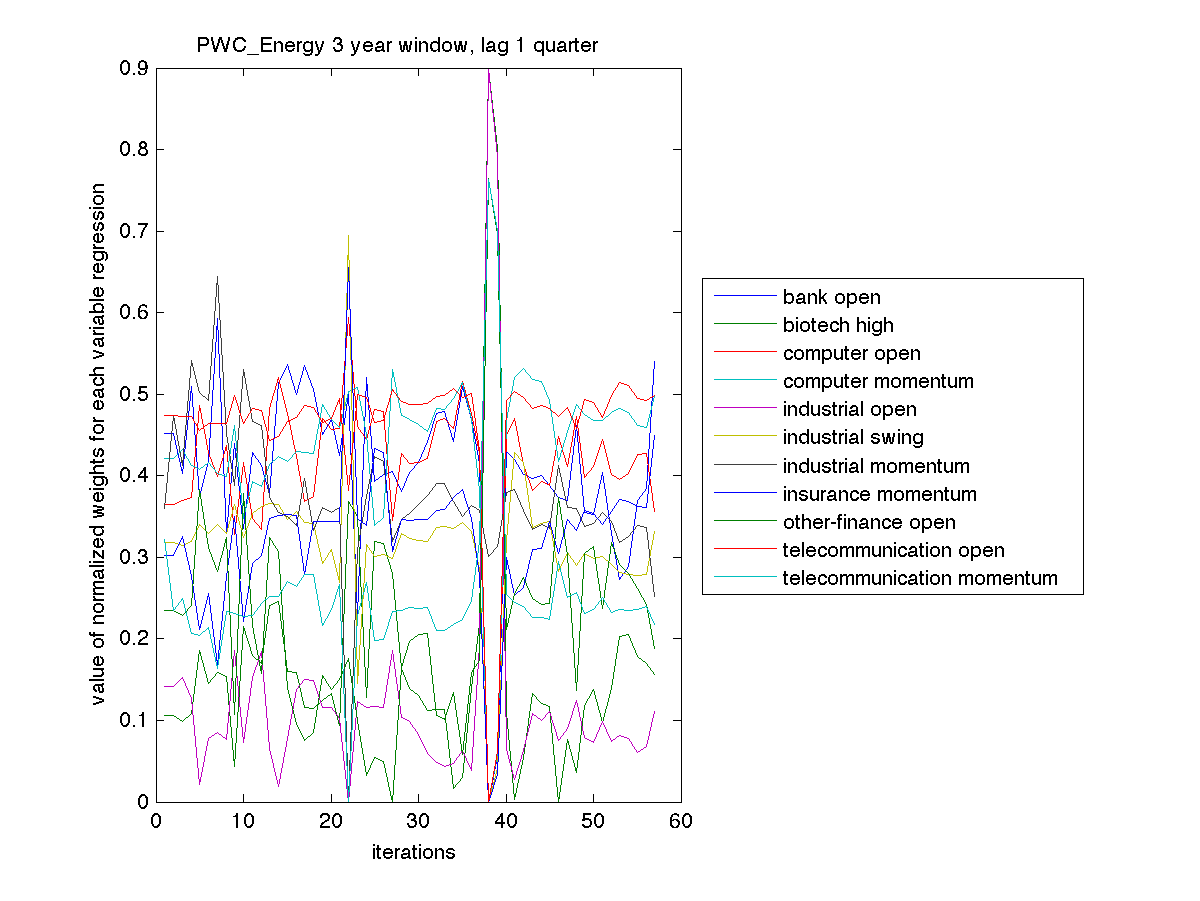 PWC_Energy 3 year window, lag 1 quarter
0.9
0.8
0.7
0.6
0.5
0.4
0.3
0.2
0.1
0
value of normalized weights for each variable regression
0 10 20 30 40 50 60
iterations
bank open
biotech high
computer open
computer momentum
industrial open
industrial swing
industrial momentum
insurance momentum
other-finance open
telecommunication open
telecommunication momentum